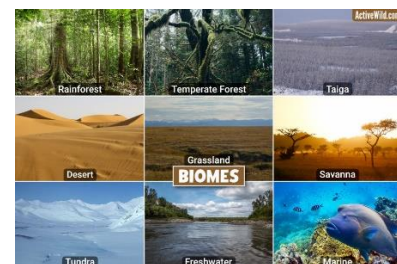 ActiveWild.com
Rainforest
Temperate Forest
Taiga
Desert
Grassland
Savanna
BIOMES
Tundra
Freshwater
Marine